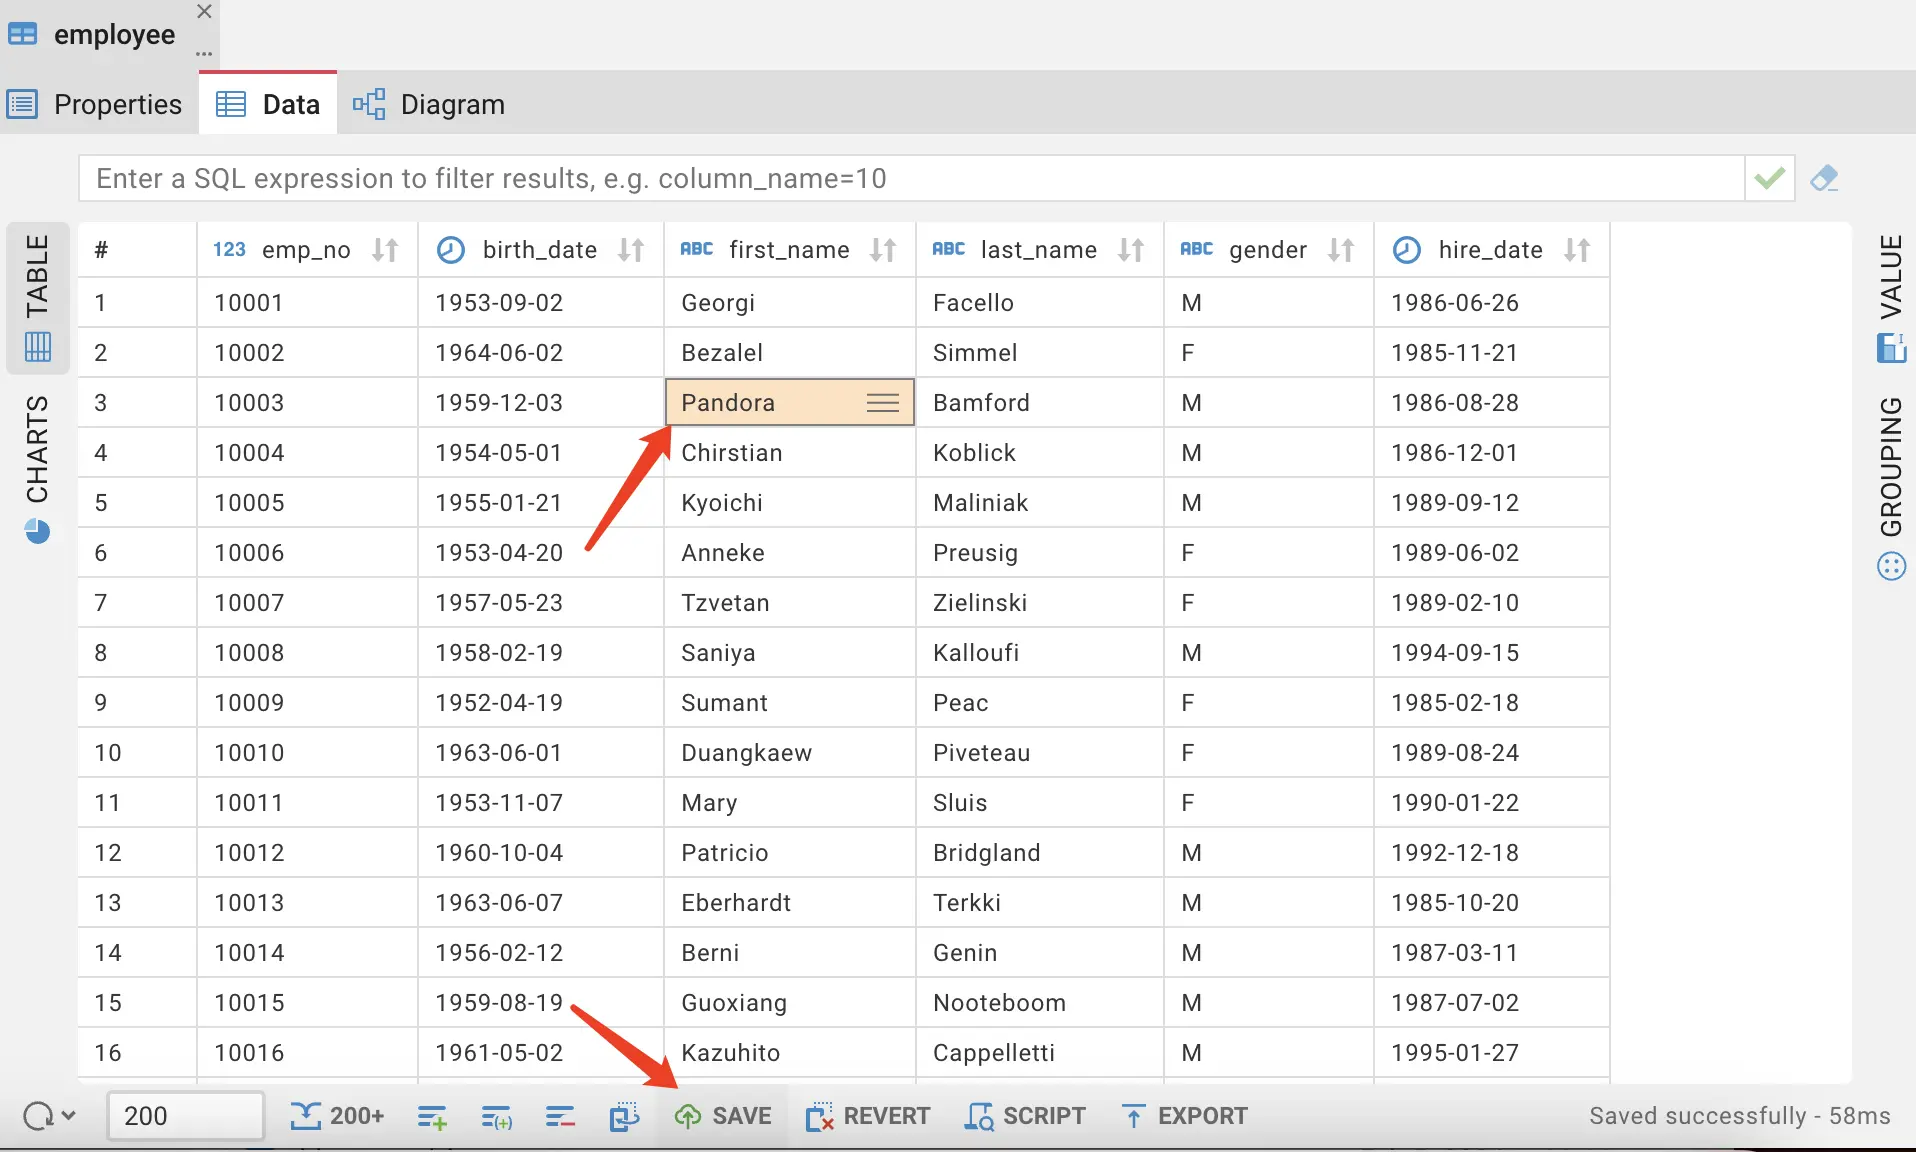 employee
Properties Data Diagram
Enter a SQL expression to filter results, e.g. column_name=10
TABLE
CHARTS
VALUE
GROUPING
# 123 emp_no birth_date ABC first_name ABC last_name ABC gender hire_date
1 10001 1953-09-02 Georgi Facello M 1986-06-26
2 10002 1964-06-02 Bezalel Simmel F 1985-11-21
3 10003 1959-12-03 Pandora Bamford M 1986-08-28
4 10004 1954-05-01 Chirstian Koblick M 1986-12-01
5 10005 1955-01-21 Kyoichi Maliniak M 1989-09-12
6 10006 1953-04-20 Anneke Preusig F 1989-06-02
7 10007 1957-05-23 Tzvetan Zielinski F 1989-02-10
8 10008 1958-02-19 Saniya Kalloufi M 1994-09-15
9 10009 1952-04-19 Sumant Peac F 1985-02-18
10 10010 1963-06-01 Duangkaew Piveteau F 1989-08-24
11 10011 1953-11-07 Mary Sluis F 1990-01-22
12 10012 1960-10-04 Patricio Bridgland M 1992-12-18
13 10013 1963-06-07 Eberhardt Terkki M 1985-10-20
14 10014 1956-02-12 Berni Genin M 1987-03-11
15 10015 1959-08-19 Guoxiang Nooteboom M 1987-07-02
16 10016 1961-05-02 Kazuhito Cappelletti M 1995-01-27
200 200+ SAVE REVERT SCRIPT EXPORT Saved successfully - 58ms